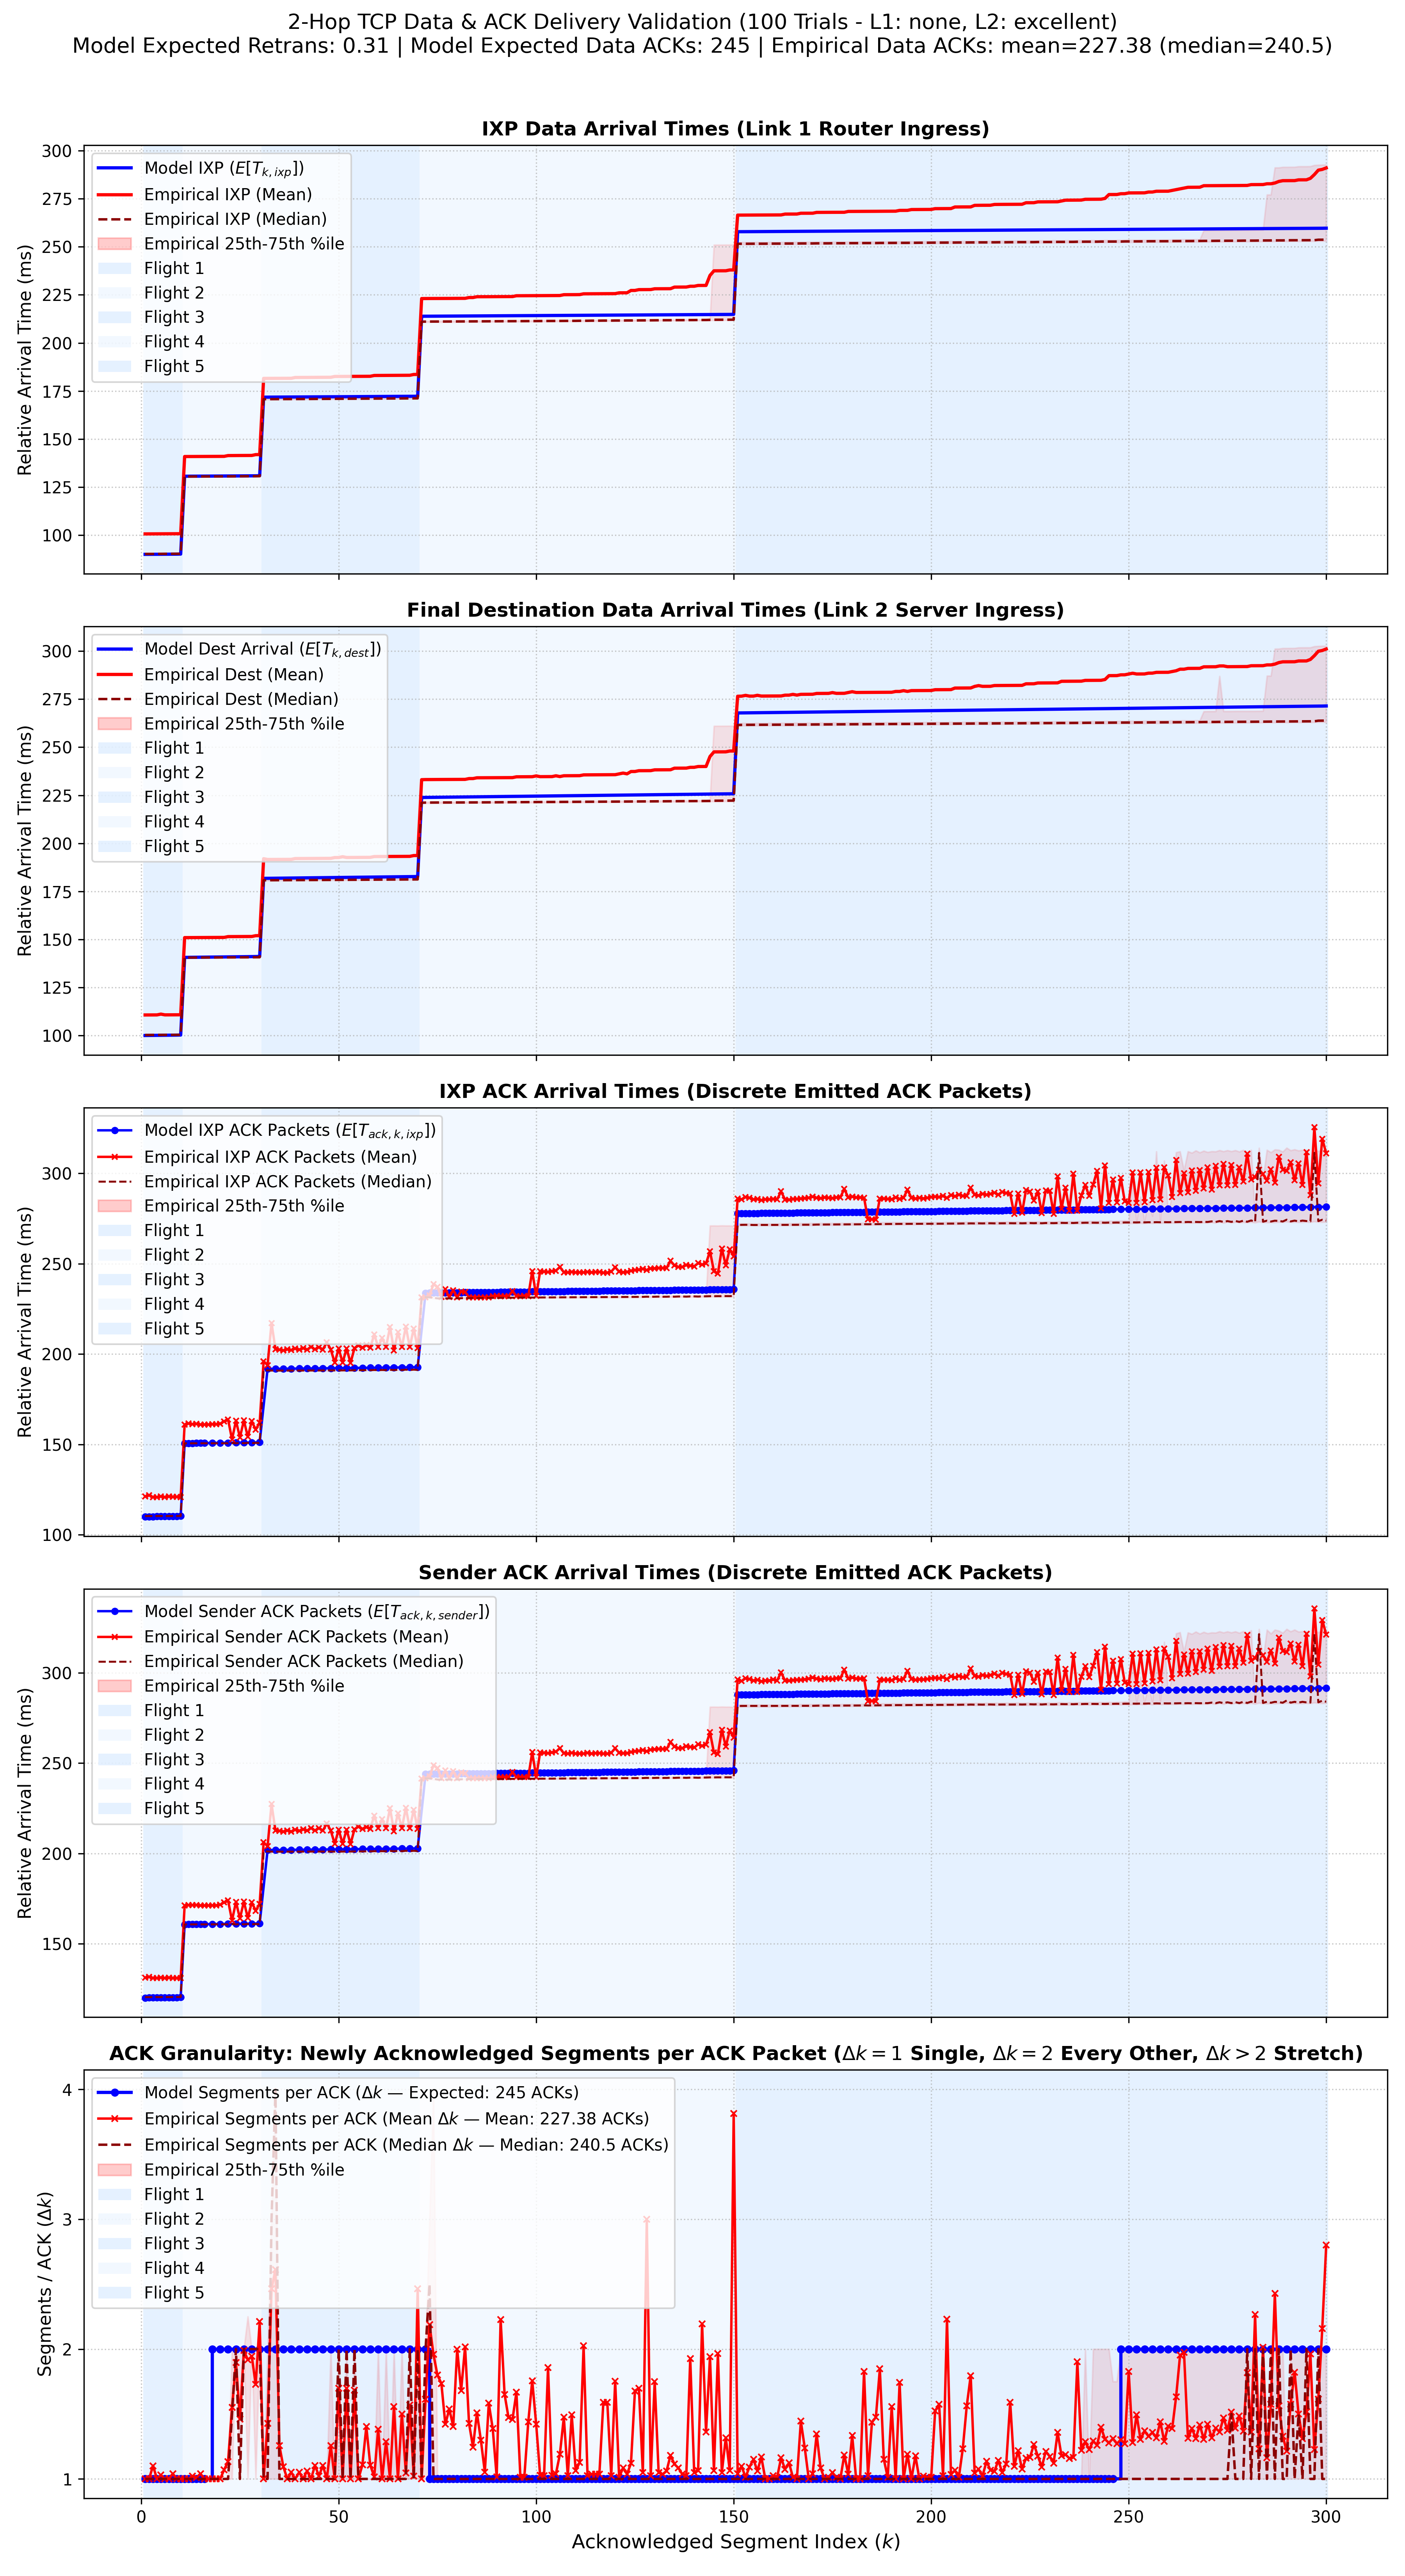 2-Hop TCP Data & ACK Delivery Validation (100 Trials - L1: none, L2: excellent)
Model Expected Retrans: 0.31 | Model Expected Data ACKs: 245 | Empirical Data ACKs: mean=227.38 (median=240.5)
IXP Data Arrival Times (Link 1 Router Ingress)
Relative Arrival Time (ms)
300
275
250
225
200
175
150
125
100
Model IXP (E[T_{k,ixp}])
Empirical IXP (Mean)
Empirical IXP (Median)
Empirical 25th-75th %ile
Flight 1
Flight 2
Flight 3
Flight 4
Flight 5
Final Destination Data Arrival Times (Link 2 Server Ingress)
Relative Arrival Time (ms)
300
275
250
225
200
175
150
125
100
Model Dest Arrival (E[T_{k,dest}])
Empirical Dest (Mean)
Empirical Dest (Median)
Empirical 25th-75th %ile
Flight 1
Flight 2
Flight 3
Flight 4
Flight 5
IXP ACK Arrival Times (Discrete Emitted ACK Packets)
Relative Arrival Time (ms)
300
250
200
150
100
Model IXP ACK Packets (E[T_{ack,k,ixp}])
Empirical IXP ACK Packets (Mean)
Empirical IXP ACK Packets (Median)
Empirical 25th-75th %ile
Flight 1
Flight 2
Flight 3
Flight 4
Flight 5
Sender ACK Arrival Times (Discrete Emitted ACK Packets)
Relative Arrival Time (ms)
300
250
200
150
Model Sender ACK Packets (E[T_{ack,k,sender}])
Empirical Sender ACK Packets (Mean)
Empirical Sender ACK Packets (Median)
Empirical 25th-75th %ile
Flight 1
Flight 2
Flight 3
Flight 4
Flight 5
ACK Granularity: Newly Acknowledged Segments per ACK Packet (Δk = 1 Single, Δk = 2 Every Other, Δk > 2 Stretch)
Segments / ACK (Δk)
4
3
2
1
Model Segments per ACK (Δk — Expected: 245 ACKs)
Empirical Segments per ACK (Mean Δk — Mean: 227.38 ACKs)
Empirical Segments per ACK (Median Δk — Median: 240.5 ACKs)
Empirical 25th-75th %ile
Flight 1
Flight 2
Flight 3
Flight 4
Flight 5
0 50 100 150 200 250 300
Acknowledged Segment Index (k)